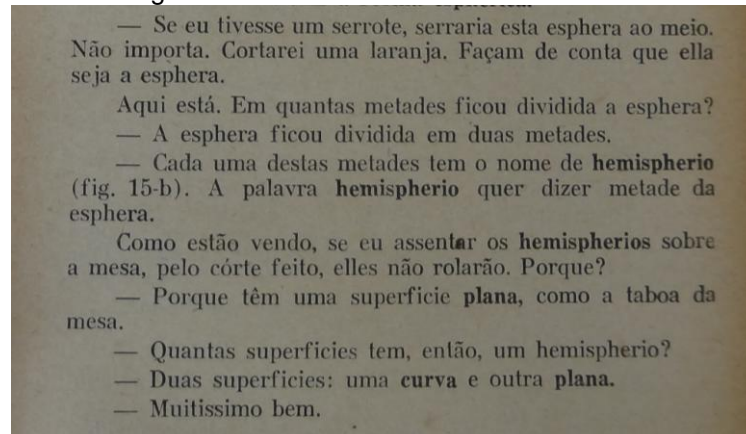 — Se eu tivesse um serrote, serraria esta esphera ao meio.
Não importa. Cortarei uma laranja. Façam de conta que ella
seja a esphera.
Aqui está. Em quantas metades ficou dividida a esphera?
— A esphera ficou dividida em duas metades.
— Cada uma destas metades tem o nome de hemispherio
(fig. 15-b). A palavra hemispherio quer dizer metade da
esphera.
Como estão vendo, se eu assentar os hemispherios sobre
a mesa, pelo córte feito, elles não rolarão. Porque?
— Porque têm uma superficie plana, como a taboa da
mesa.
— Quantas superficies tem, então, um hemispherio?
— Duas superficies: uma curva e outra plana.
— Muitissimo bem.